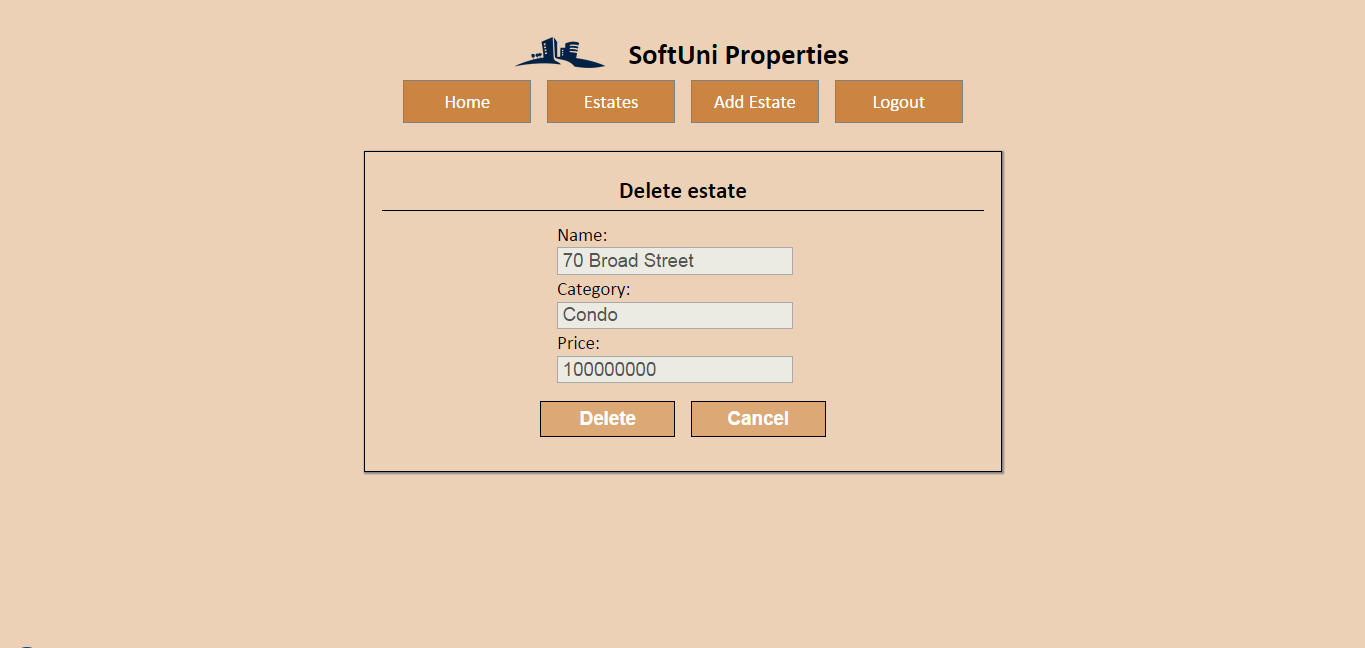 SoftUni Properties
Home Estates Add Estate Logout
Delete estate
Name:
70 Broad Street
Category:
Condo
Price:
100000000
Delete Cancel